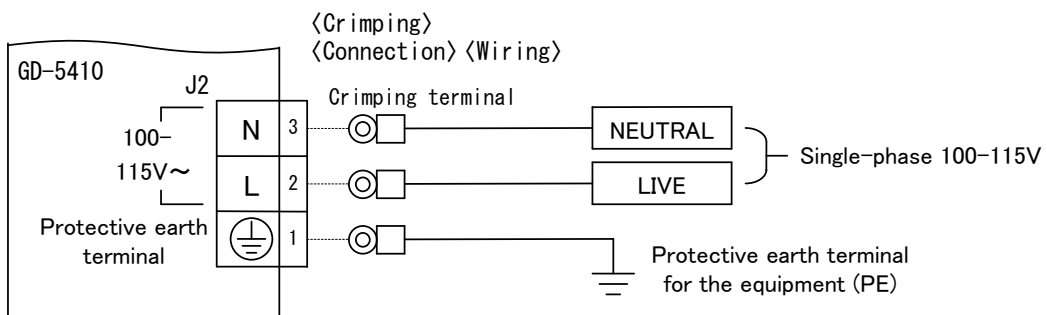 〈Crimping〉
〈Connection〉〈Wiring〉
GD-5410
J2
Crimping terminal
100-
115V~
N 3
NEUTRAL
L 2
LIVE
Single-phase 100-115V
Protective earth
terminal
1
Protective earth terminal
for the equipment (PE)